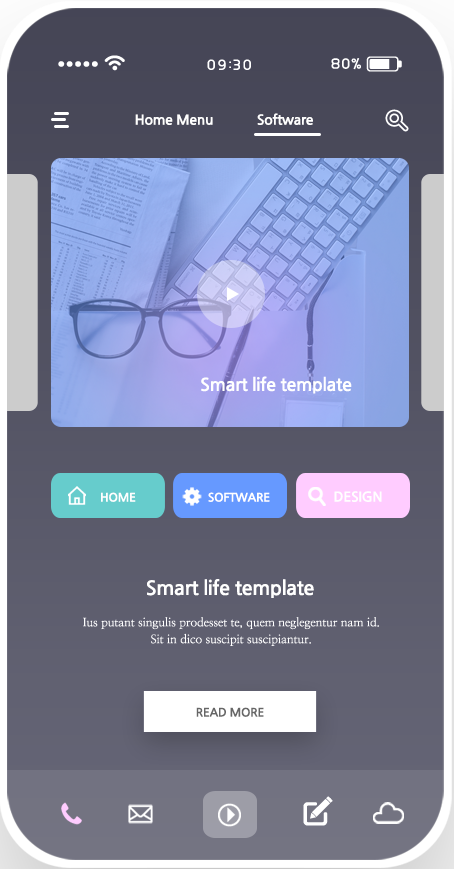 09:30
80%
Home Menu
Software
Smart life template
HOME
SOFTWARE
DESIGN
Smart life template
Ius putant singulis prodesset te, quem neglegentur nam id.
Sit in dico suscipit suscipiantur.
READ MORE